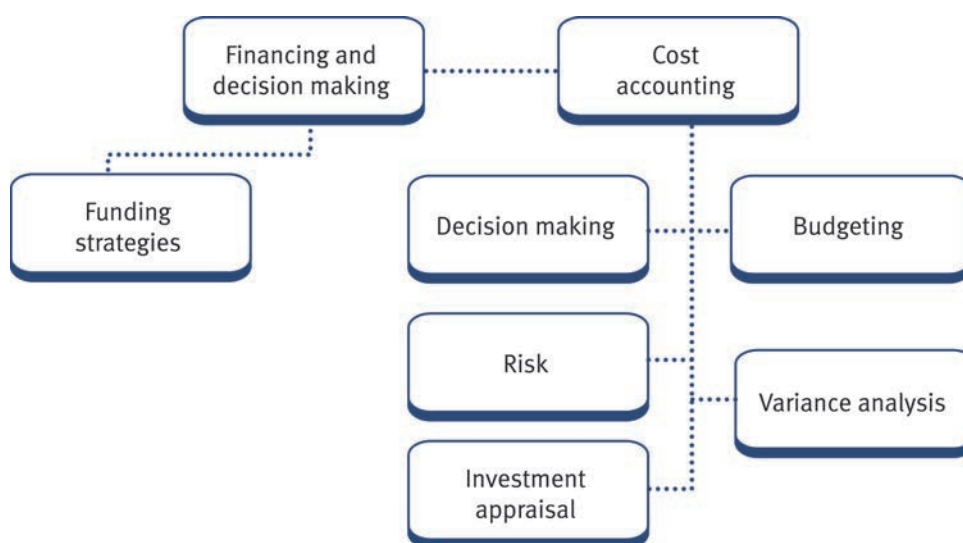 Financing and
decision making
Cost
accounting
Funding
strategies
Decision making
Budgeting
Risk
Variance analysis
Investment
appraisal